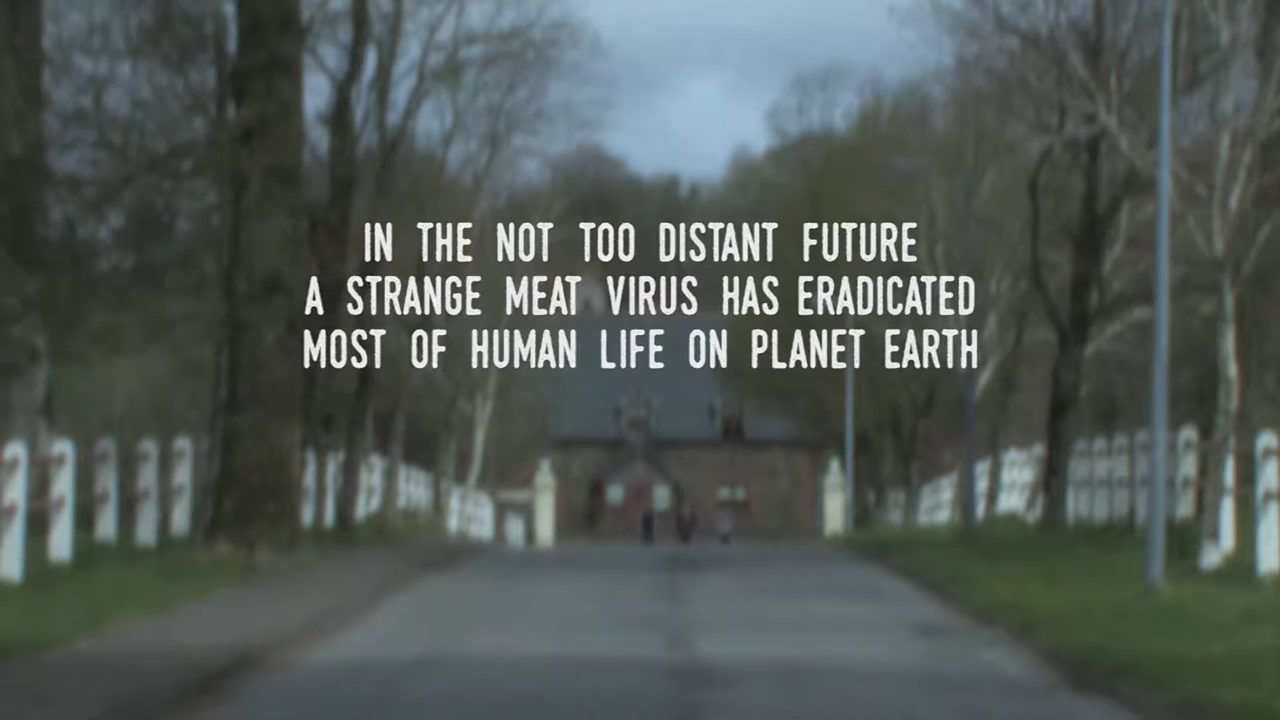 IN THE NOT TOO DISTANT FUTURE
A STRANGE MEAT VIRUS HAS ERADICATED
MOST OF HUMAN LIFE ON PLANET EARTH